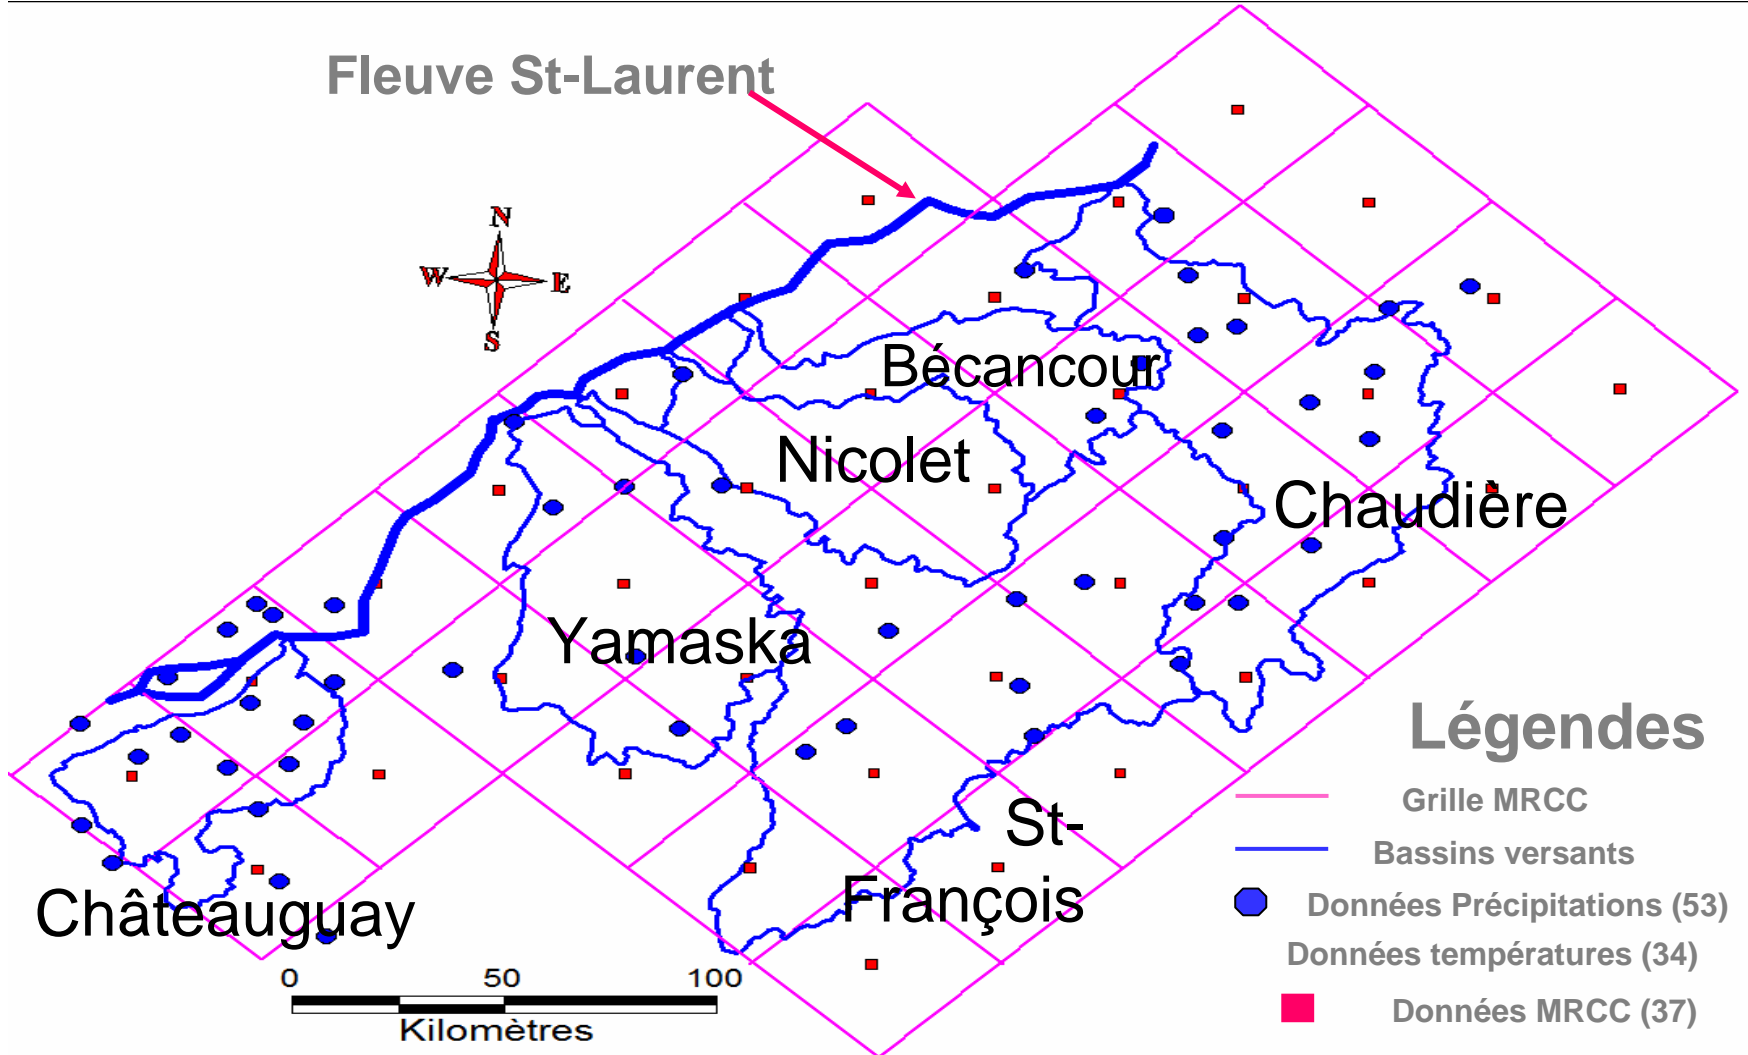 Fleuve St-Laurent
N
W
E
S
Bécancour
Nicolet
Chaudière
Yamaska
Légendes
Grille MRCC
St-
François
Bassins versants
Châteauguay
Données Précipitations (53)
Données températures (34)
Données MRCC (37)
0 50 100
Kilomètres